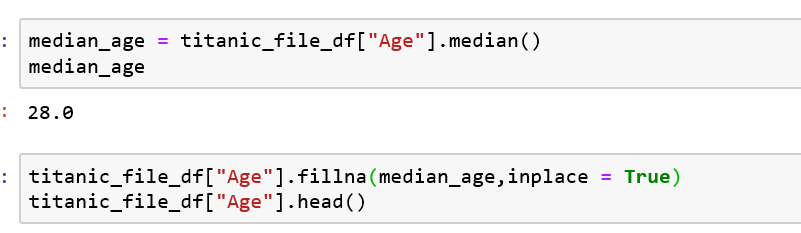 : median_age = titanic_file_df["Age"].median()
median_age
: 28.0
: titanic_file_df["Age"].fillna(median_age,inplace = True)
titanic_file_df["Age"].head()